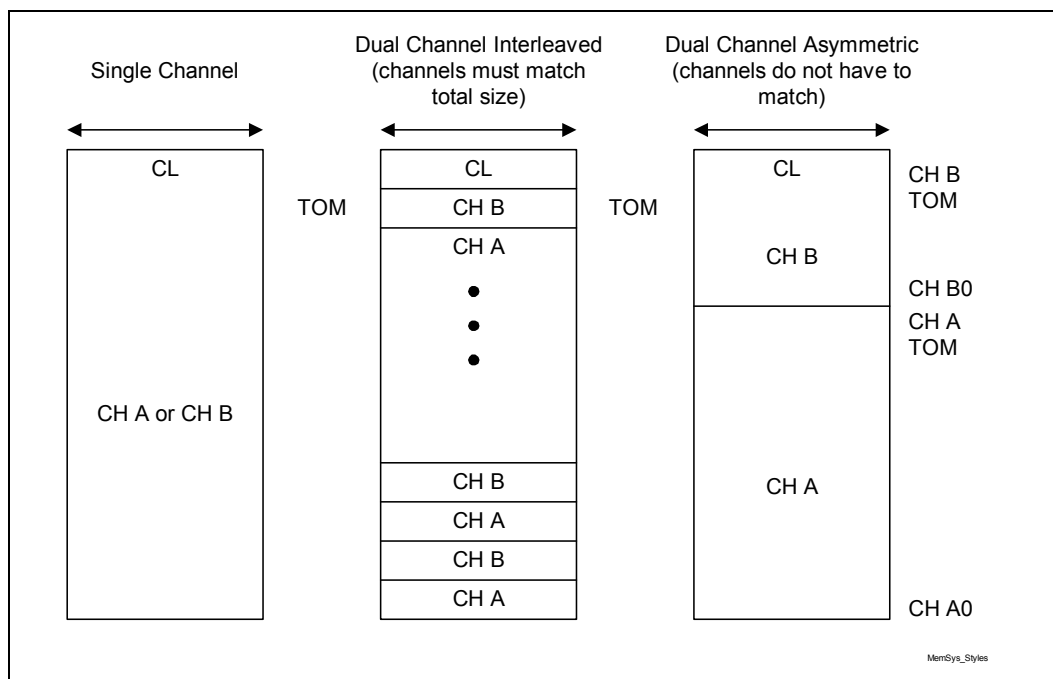 Single Channel
Dual Channel Interleaved
(channels must match
total size)
Dual Channel Asymmetric
(channels do not have to
match)
CL
CH A or CH B
TOM
CL
CH B
CH A
CH B
CH A
CH B
CH A
TOM
CL
CH B
CH A
CH B
TOM
CH B0
CH A
TOM
CH A0
MemSys_Styles